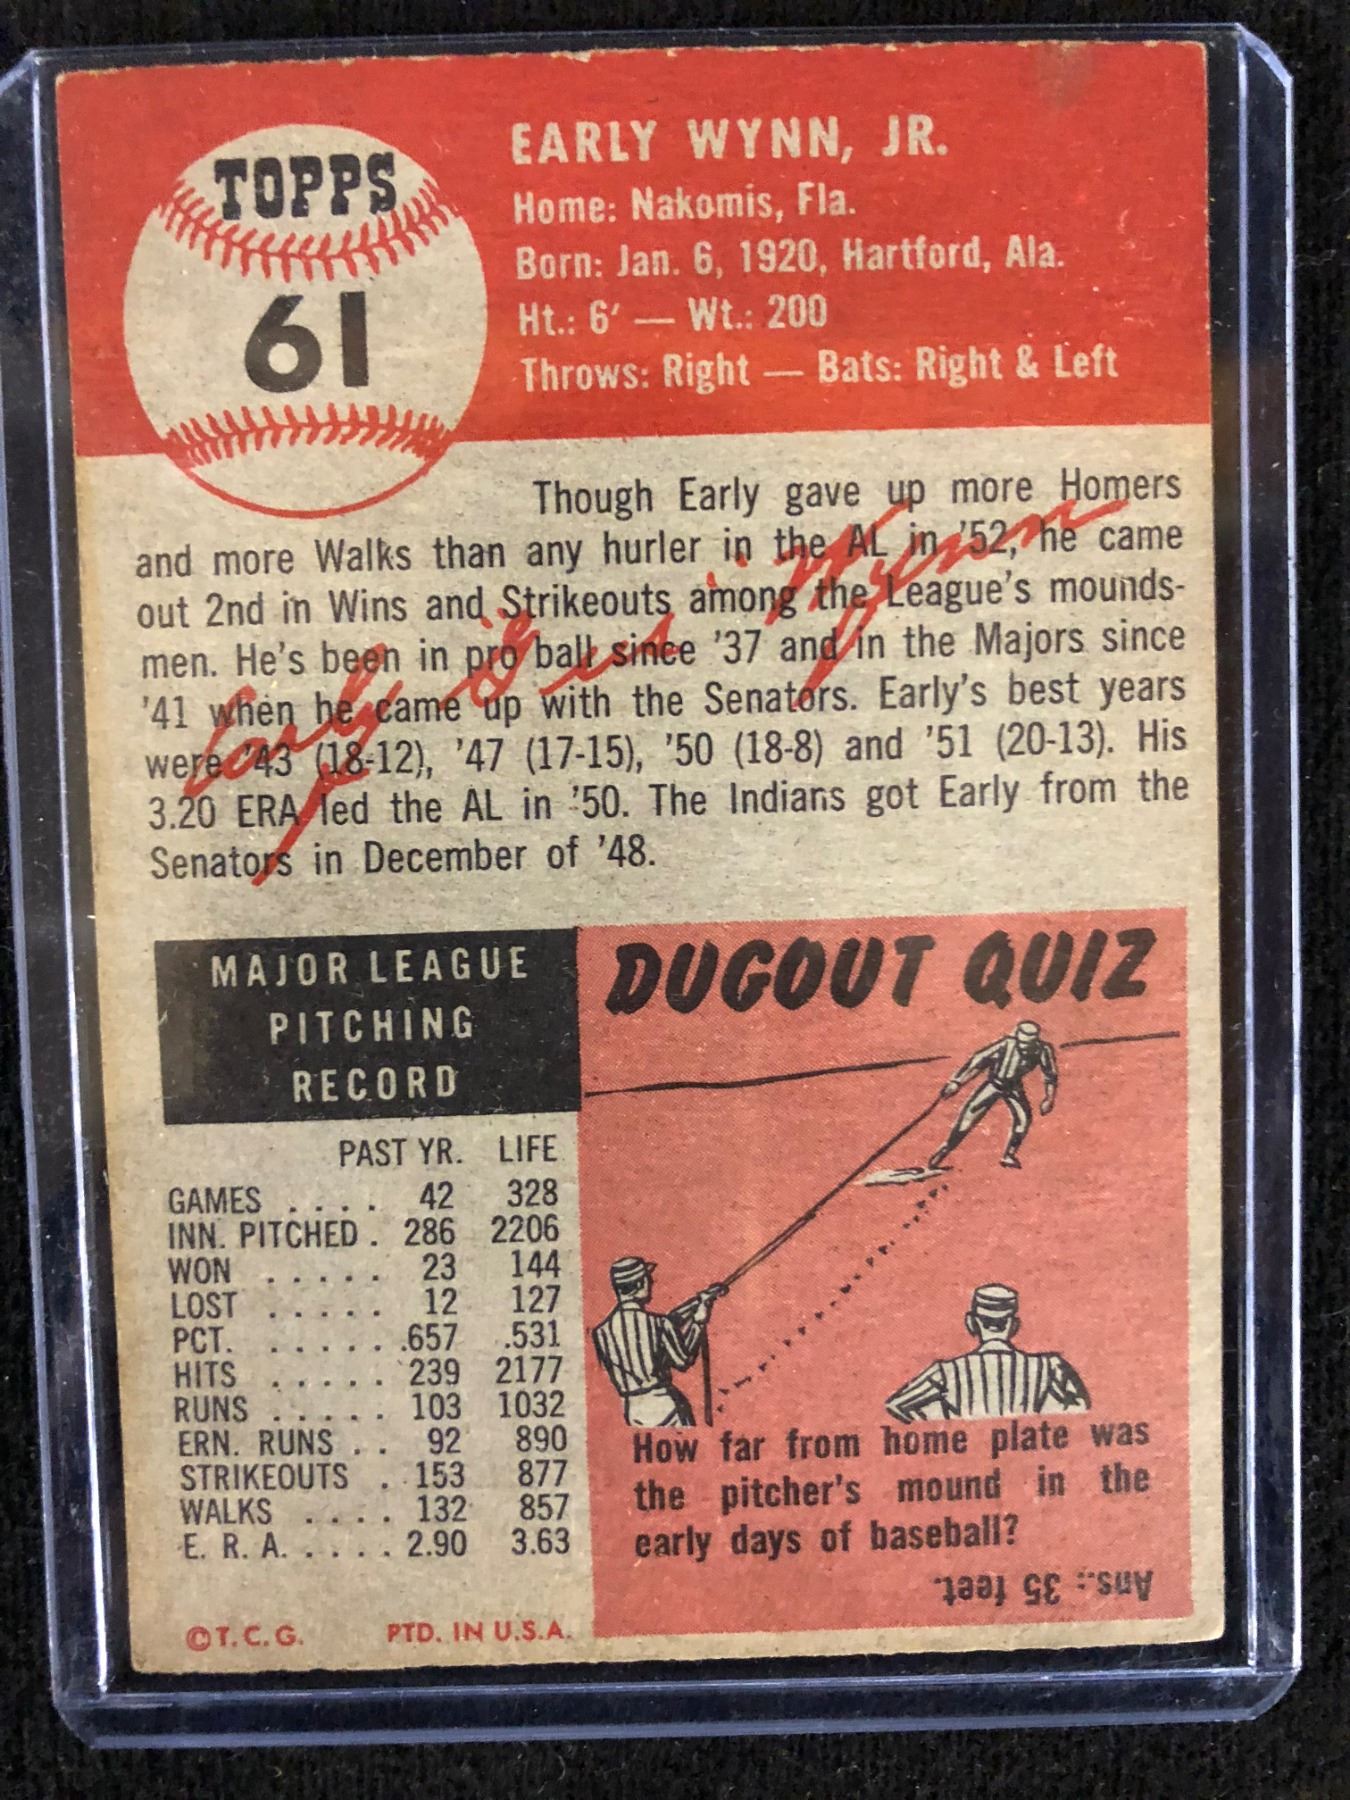 TOPPS
61
EARLY WYNN, JR.
Home: Nakomis, Fla.
Born: Jan. 6, 1920, Hartford, Ala.
Ht.: 6′ — Wt.: 200
Throws: Right — Bats: Right & Left
Though Early gave up more Homers
and more Walks than any hurler in the AL in ’52, he came
out 2nd in Wins and Strikeouts among the League’s mounds-
men. He’s been in pro ball since ’37 and in the Majors since
’41 when he came up with the Senators. Early’s best years
were ’43 (18-12), ’47 (17-15), ’50 (18-8) and ’51 (20-13). His
3.20 ERA led the AL in ’50. The Indians got Early from the
Senators in December of ’48.
Early Wynn
MAJOR LEAGUE
PITCHING
RECORD
PAST YR. LIFE
GAMES . . . . 42 328
INN. PITCHED . 286 2206
WON . . . . . 23 144
LOST . . . . . 12 127
PCT. . . . . . .657 .531
HITS . . . . . 239 2177
RUNS . . . . . 103 1032
ERN. RUNS . . 92 890
STRIKEOUTS . 153 877
WALKS . . . . 132 857
E. R. A. . . . . . 2.90 3.63
©T.C.G. PTD. IN U.S.A.
DUGOUT QUIZ
How far from home plate was
the pitcher’s mound in the
early days of baseball?
Ans.: 35 feet.